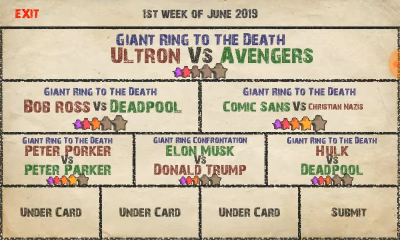 EXIT
1ST WEEK OF JUNE 2019
GIANT RING TO THE DEATH
ULTRON VS AVENGERS
GIANT RING TO THE DEATH
BOB ROSS VS DEADPOOL
GIANT RING TO THE DEATH
COMIC SANS VS CHRISTIAN NAZIS
GIANT RING TO THE DEATH
PETER PORKER
VS
PETER PARKER
GIANT RING CONFRONTATION
ELON MUSK
VS
DONALD TRUMP
GIANT RING TO THE DEATH
HULK
VS
DEADPOOL
UNDER CARD
UNDER CARD
UNDER CARD
SUBMIT